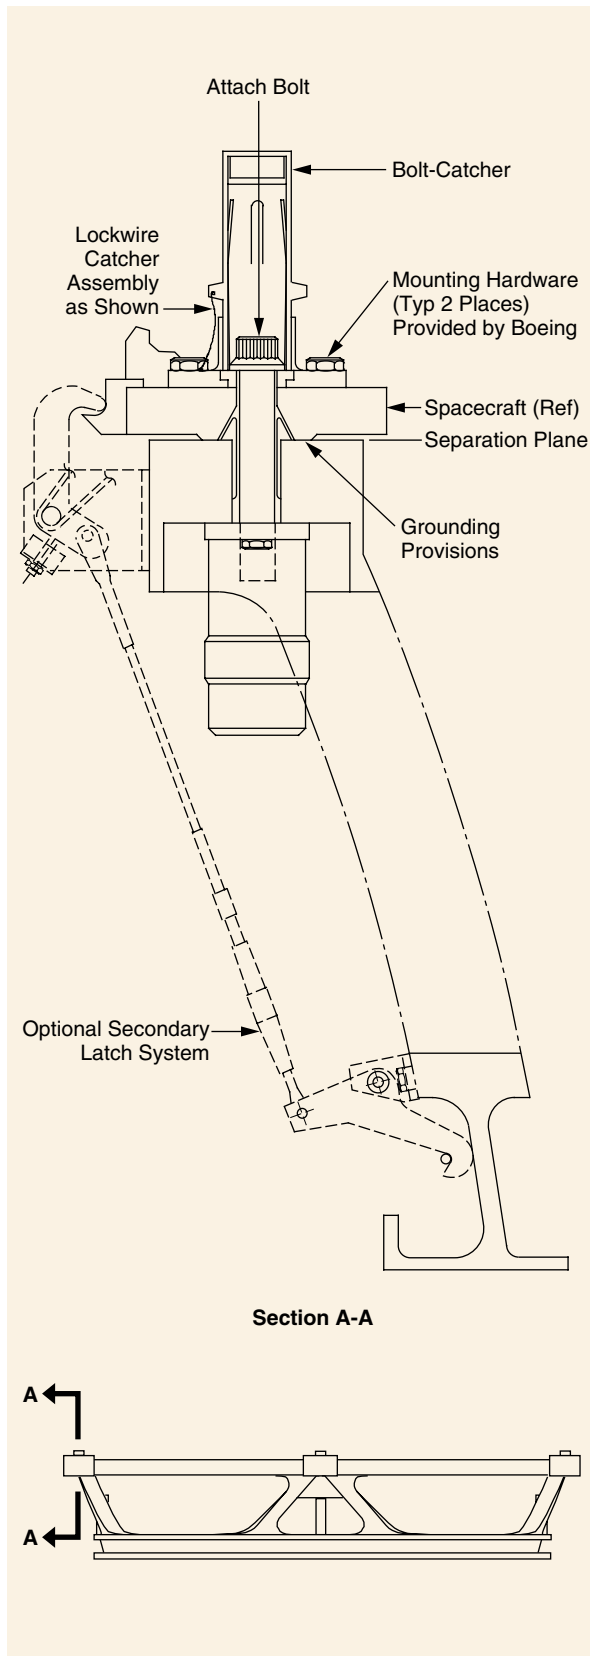 Attach Bolt
Bolt-Catcher
Lockwire
Catcher
Assembly
as Shown
Mounting Hardware
(Typ 2 Places)
Provided by Boeing
Spacecraft (Ref)
Separation Plane
Grounding
Provisions
Optional Secondary
Latch System
Section A-A
A
A